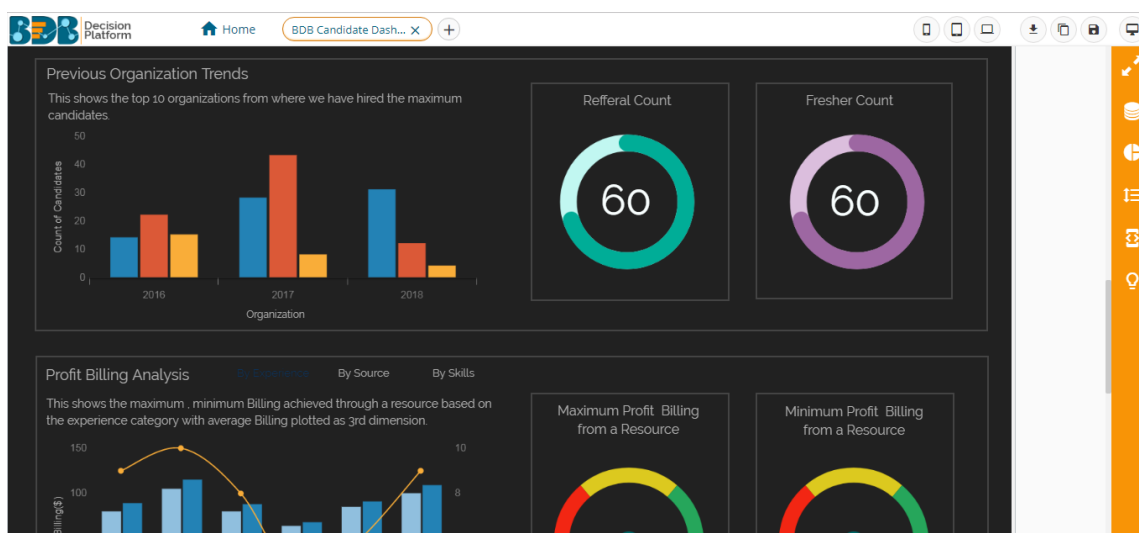 BDB Decision
Platform
Home
BDB Candidate Dash...
Previous Organization Trends
This shows the top 10 organizations from where we have hired the maximum
candidates.
50
40
30
20
10
0
Count of Candidates
2016 2017 2018
Organization
Refferal Count
60
Fresher Count
60
Profit Billing Analysis By Experience By Source By Skills
This shows the maximum , minimum Billing achieved through a resource based on
the experience category with average Billing plotted as 3rd dimension.
150
100
Billing($)
10
8
Maximum Profit Billing
from a Resource
Minimum Profit Billing
from a Resource